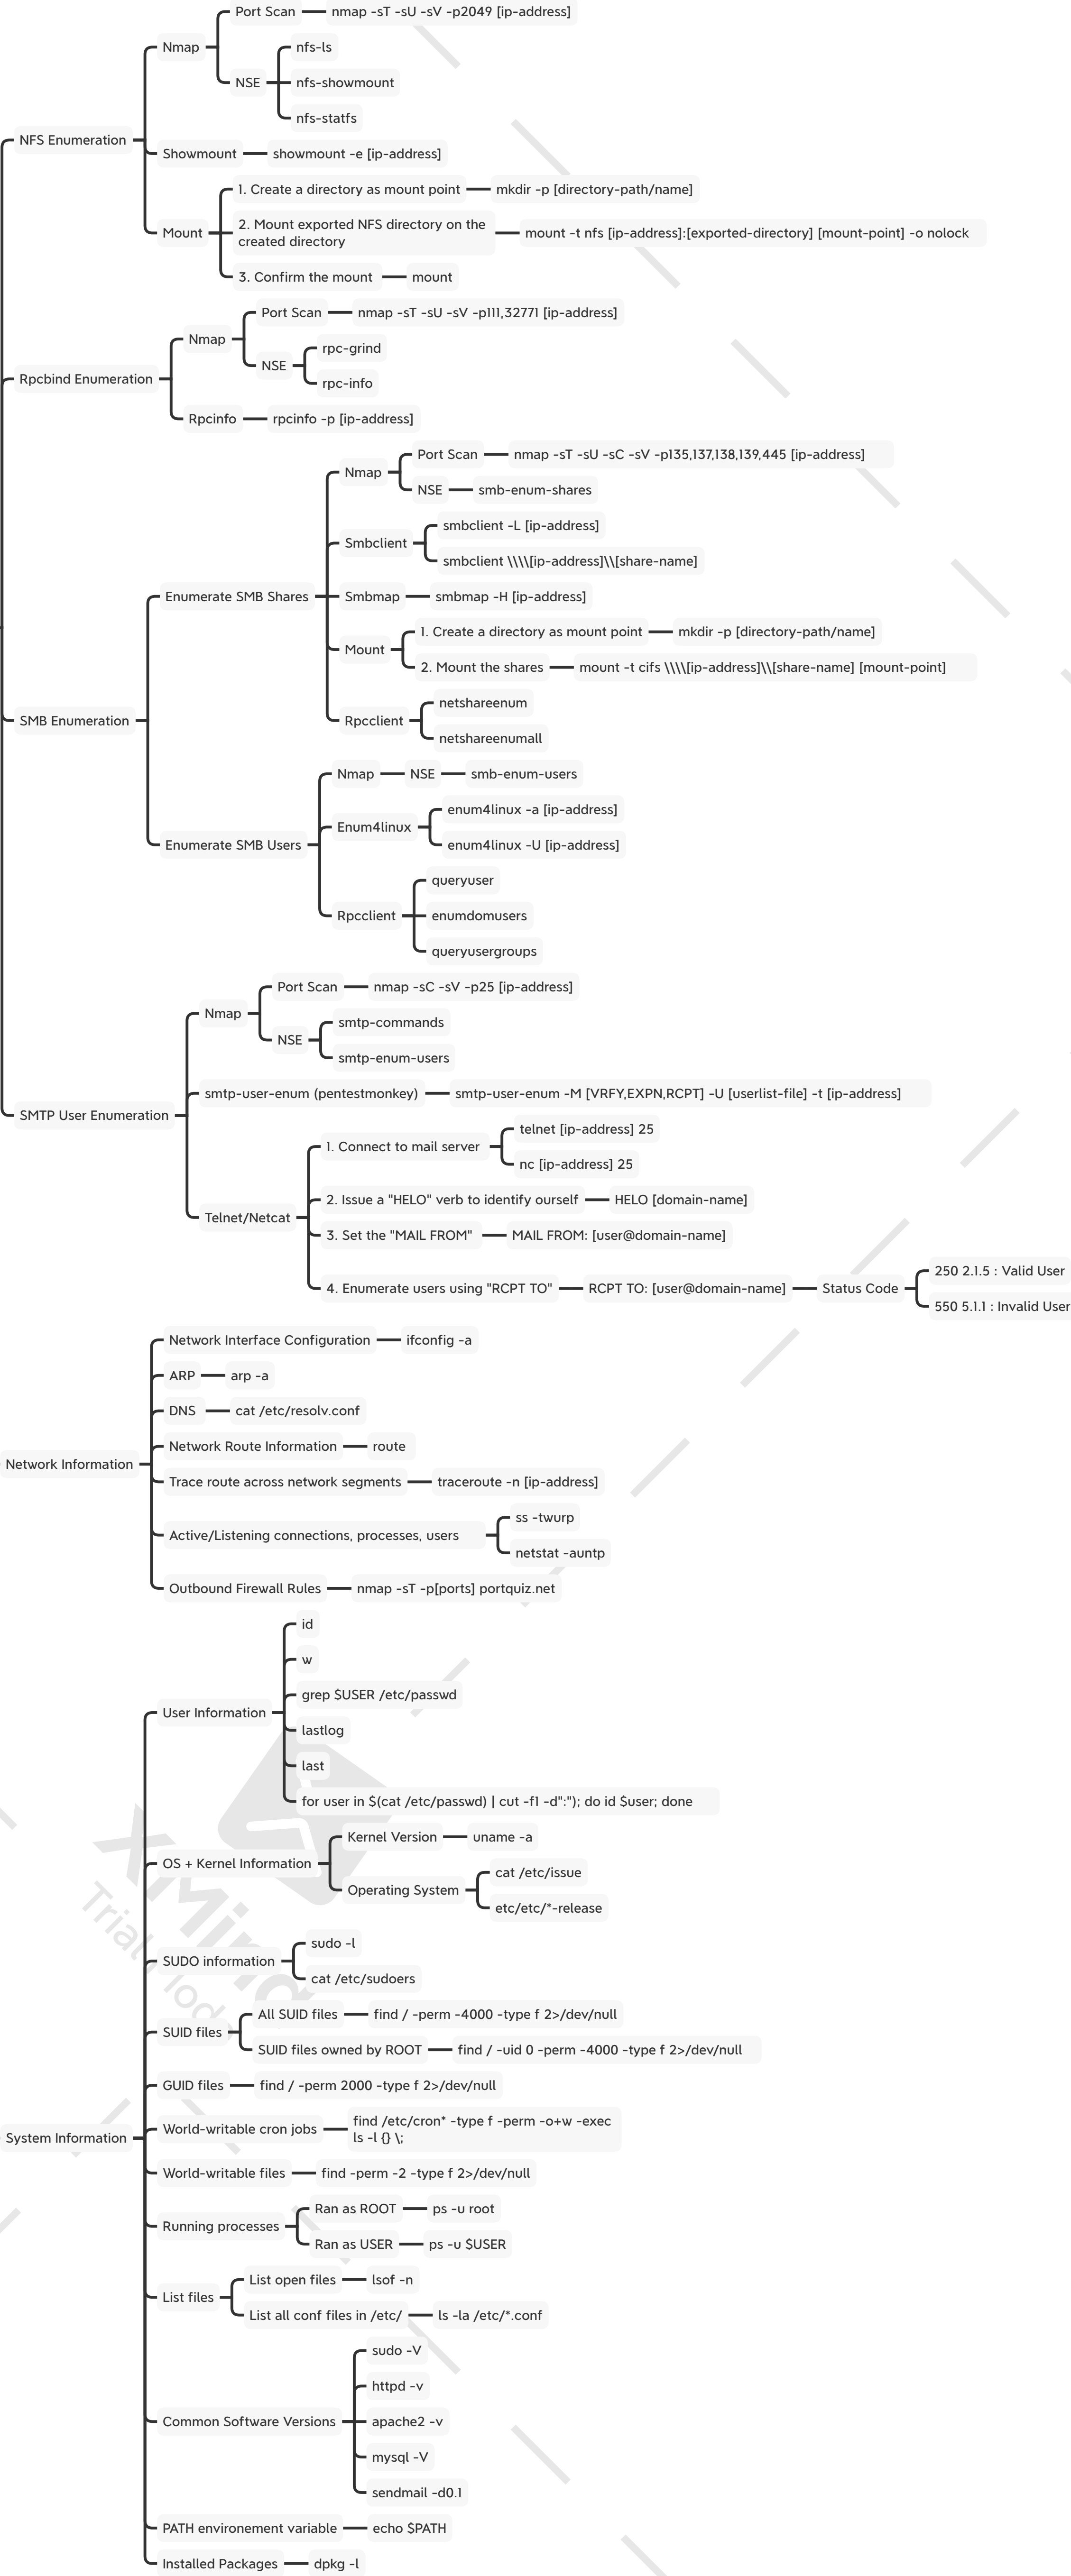 Port Scan
nmap -sT -sU -sV -p2049 [ip-address]
Nmap
nfs-ls
NSE
nfs-showmount
nfs-statfs
NFS Enumeration
Showmount
showmount -e [ip-address]
1. Create a directory as mount point
mkdir -p [directory-path/name]
Mount
2. Mount exported NFS directory on the
created directory
mount -t nfs [ip-address]:[exported-directory] [mount-point] -o nolock
3. Confirm the mount
mount
Port Scan
nmap -sT -sU -sV -p111,32771 [ip-address]
Nmap
rpc-grind
NSE
rpc-info
Rpcbind Enumeration
Rpcinfo
rpcinfo -p [ip-address]
Port Scan
nmap -sT -sU -sC -sV -p135,137,138,139,445 [ip-address]
Nmap
NSE
smb-enum-shares
smbclient -L [ip-address]
Smbclient
smbclient \\\\[ip-address]\\[share-name]
Enumerate SMB Shares
Smbmap
smbmap -H [ip-address]
1. Create a directory as mount point
mkdir -p [directory-path/name]
Mount
2. Mount the shares
mount -t cifs \\\\[ip-address]\\[share-name] [mount-point]
netshareenum
Rpcclient
netshareenumall
SMB Enumeration
Nmap
NSE
smb-enum-users
enum4linux -a [ip-address]
Enum4linux
enum4linux -U [ip-address]
Enumerate SMB Users
queryuser
Rpcclient
enumdomusers
queryusergroups
Port Scan
nmap -sC -sV -p25 [ip-address]
Nmap
smtp-commands
NSE
smtp-enum-users
smtp-user-enum (pentestmonkey)
smtp-user-enum -M [VRFY,EXPN,RCPT] -U [userlist-file] -t [ip-address]
SMTP User Enumeration
telnet [ip-address] 25
1. Connect to mail server
nc [ip-address] 25
2. Issue a "HELO" verb to identify ourself
HELO [domain-name]
Telnet/Netcat
3. Set the "MAIL FROM"
MAIL FROM: [user@domain-name]
4. Enumerate users using "RCPT TO"
RCPT TO: [user@domain-name]
Status Code
250 2.1.5 : Valid User
550 5.1.1 : Invalid User
Network Interface Configuration
ifconfig -a
ARP
arp -a
DNS
cat /etc/resolv.conf
Network Route Information
route
Network Information
Trace route across network segments
traceroute -n [ip-address]
Active/Listening connections, processes, users
ss -twurp
netstat -auntp
Outbound Firewall Rules
nmap -sT -p[ports] portquiz.net
id
w
grep $USER /etc/passwd
User Information
lastlog
last
for user in $(cat /etc/passwd) | cut -f1 -d":"); do id $user; done
Kernel Version
uname -a
OS + Kernel Information
Operating System
cat /etc/issue
etc/etc/*-release
SUDO information
sudo -l
cat /etc/sudoers
All SUID files
find / -perm -4000 -type f 2>/dev/null
SUID files
SUID files owned by ROOT
find / -uid 0 -perm -4000 -type f 2>/dev/null
GUID files
find / -perm 2000 -type f 2>/dev/null
World-writable cron jobs
find /etc/cron* -type f -perm -o+w -exec
ls -l {} \;
System Information
World-writable files
find -perm -2 -type f 2>/dev/null
Ran as ROOT
ps -u root
Running processes
Ran as USER
ps -u $USER
List open files
lsof -n
List files
List all conf files in /etc/
ls -la /etc/*.conf
sudo -V
httpd -v
Common Software Versions
apache2 -v
mysql -V
sendmail -d0.1
PATH environement variable
echo $PATH
Installed Packages
dpkg -l
XMind
Trial